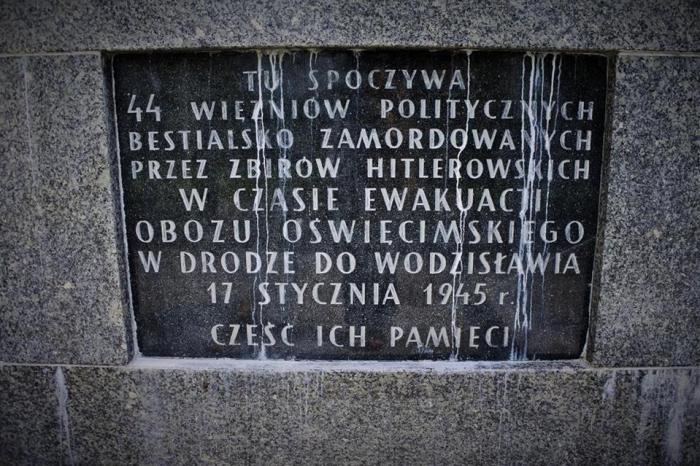 TU SPOCZYWA
44 WIĘŹNIÓW POLITYCZNYCH
BESTIALSKO ZAMORDOWANYCH
PRZEZ ZBIRÓW HITLEROWSKICH
W CZASIE EWAKUACJI
OBOZU OŚWIĘCIMSKIEGO
W DRODZE DO WODZISŁAWIA
17 STYCZNIA 1945 r.
CZEŚĆ ICH PAMIĘCI